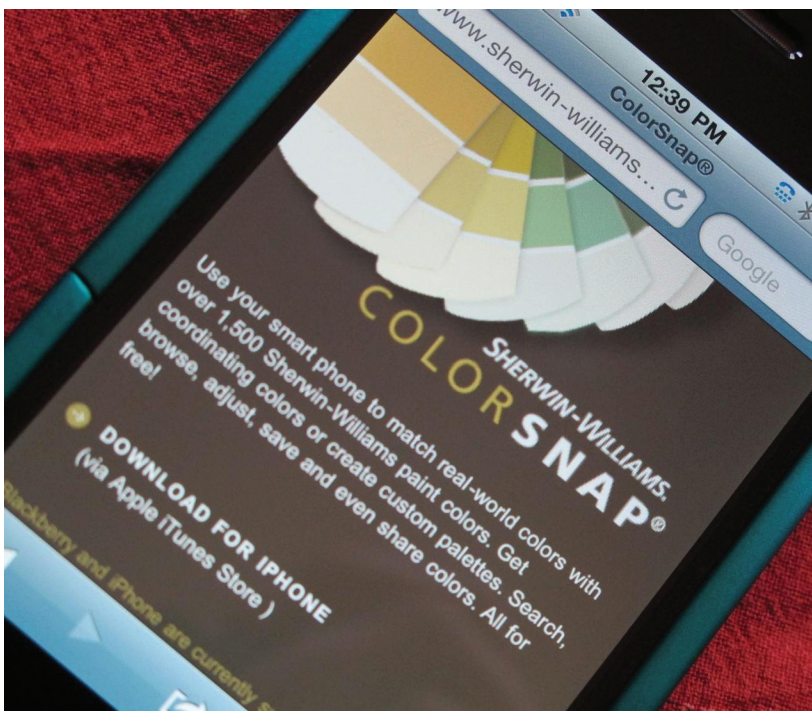 12:39 PM
ColorSnap®
www.sherwin-williams...
Google
SHERWIN-WILLIAMS.
COLORSNAP®
Use your smart phone to match real-world colors with
over 1,500 Sherwin-Williams paint colors. Get
coordinating colors or create custom palettes. Search,
browse, adjust, save and even share colors. All for
free!
DOWNLOAD FOR IPHONE
(via Apple iTunes Store )
Blackberry and iPhone are currently